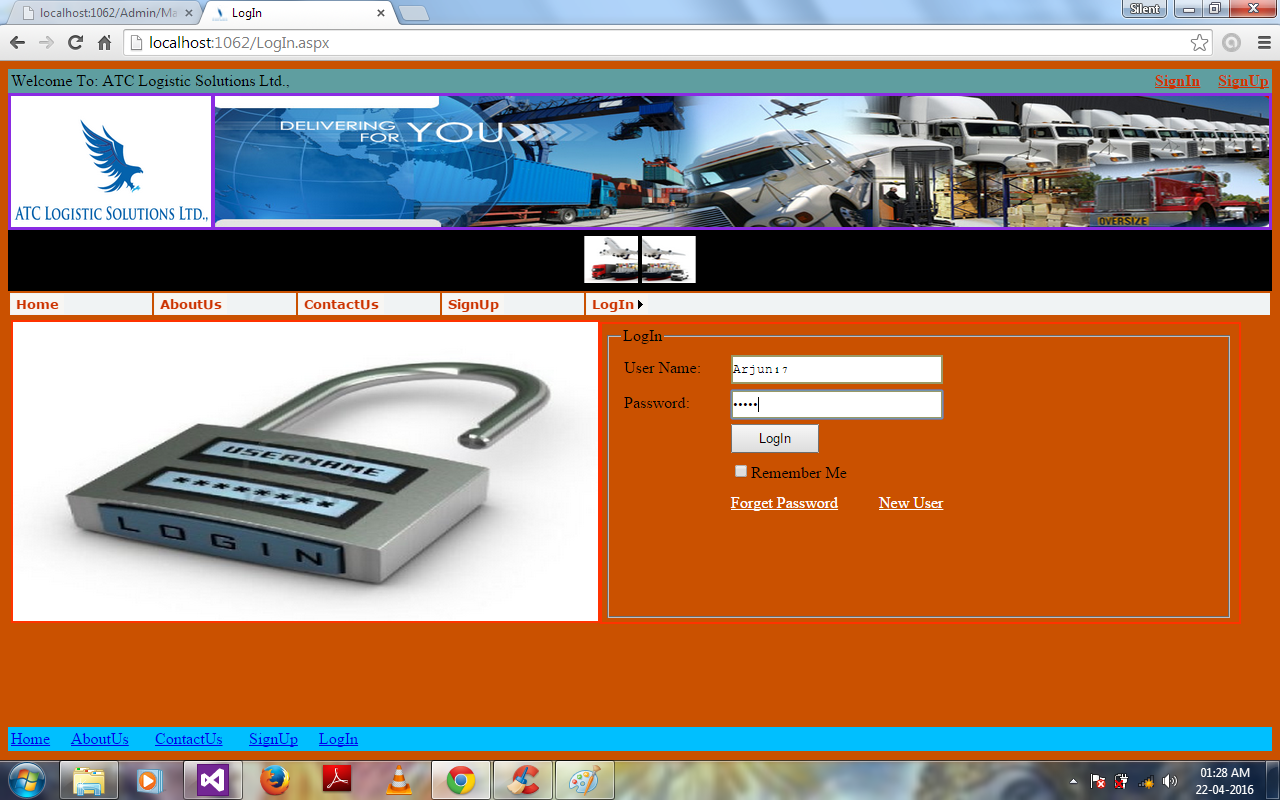 localhost:1062/Admin/Ma
LogIn
Silent
localhost:1062/LogIn.aspx
Welcome To: ATC Logistic Solutions Ltd.,
SignIn SignUp
DELIVERING FOR YOU
ATC LOGISTIC SOLUTIONS LTD.,
OVERSIZE
Home AboutUs ContactUs SignUp LogIn
LogIn
User Name: Arjun17
Password: •••••
LogIn
Remember Me
Forget Password New User
USERNAME
********
LOGIN
Home AboutUs ContactUs SignUp LogIn
01:28 AM
22-04-2016